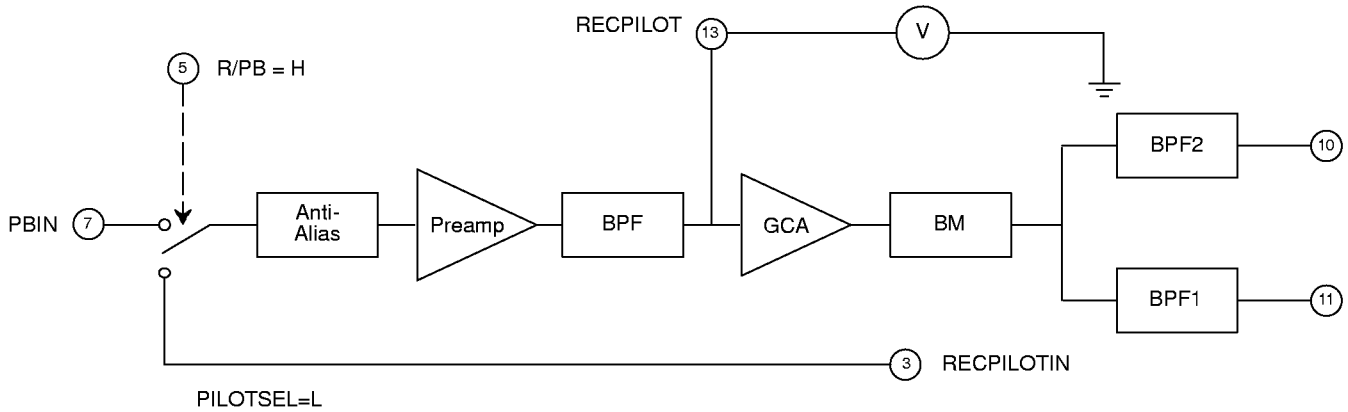 RECPILOT
13
V
5
R/PB = H
BPF2
10
PBIN
7
Anti-
Alias
Preamp
BPF
GCA
BM
BPF1
11
3
RECPILOTIN
PILOTSEL=L